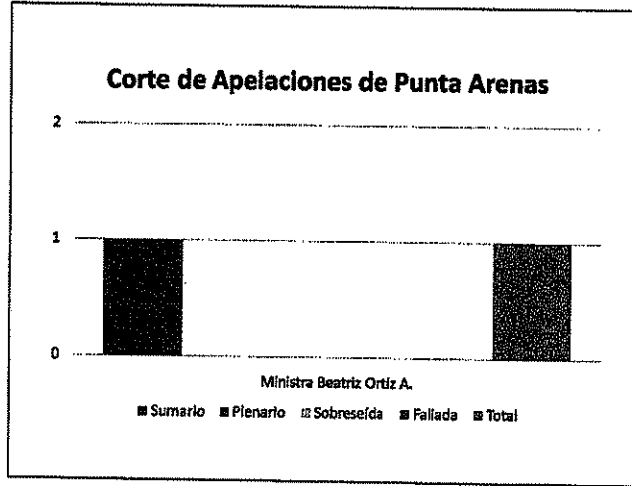 Corte de Apelaciones de Punta Arenas
2
1
0
Ministra Beatriz Ortiz A.
Sumario Plenario Sobreseída Fallada Total